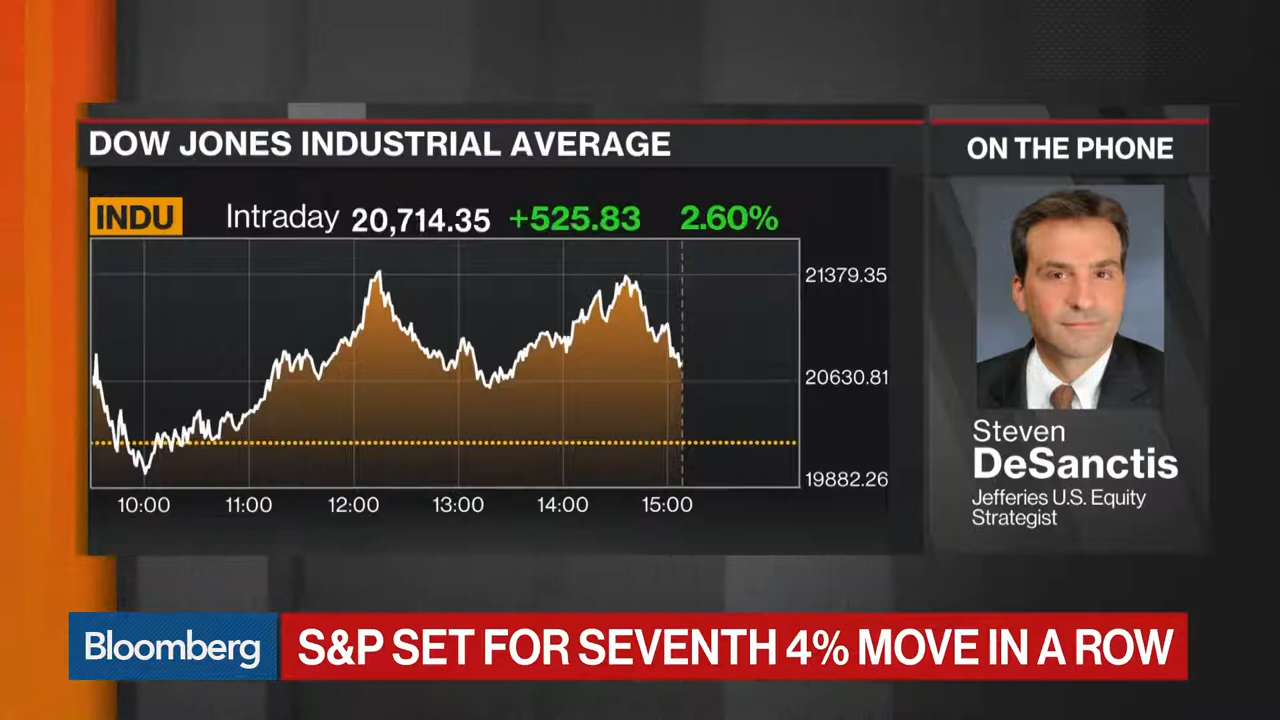 DOW JONES INDUSTRIAL AVERAGE
INDU Intraday 20,714.35 +525.83 2.60%
21379.35
20630.81
19882.26
10:00 11:00 12:00 13:00 14:00 15:00
ON THE PHONE
Steven
DeSanctis
Jefferies U.S. Equity
Strategist
Bloomberg
S&P SET FOR SEVENTH 4% MOVE IN A ROW